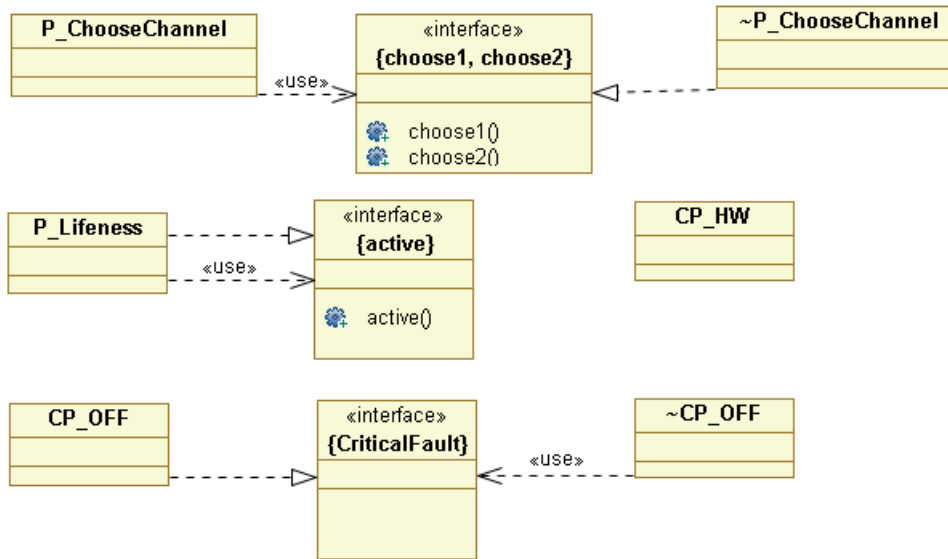 P_ChooseChannel
«interface»
{choose1, choose2}
~P_ChooseChannel
«use»
choose1()
choose2()
P_Lifeness
«interface»
{active}
CP_HW
«use»
active()
CP_OFF
«interface»
{CriticalFault}
~CP_OFF
«use»